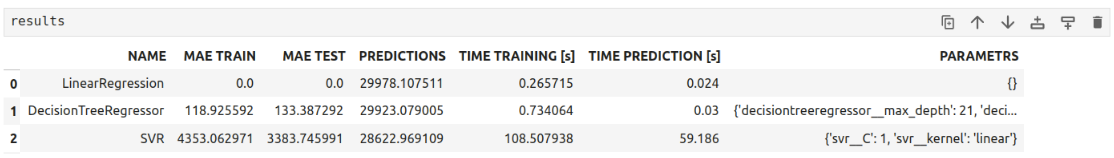 results
NAME MAE TRAIN MAE TEST PREDICTIONS TIME TRAINING [s] TIME PREDICTION [s] PARAMETRS
0 LinearRegression 0.0 0.0 29978.107511 0.265715 0.024 {}
1 DecisionTreeRegressor 118.925592 133.387292 29923.079005 0.734064 0.03 {'decisiontreeregressor__max_depth': 21, 'deci...
2 SVR 4353.062971 3383.745991 28622.969109 108.507938 59.186 {'svr__C': 1, 'svr__kernel': 'linear'}